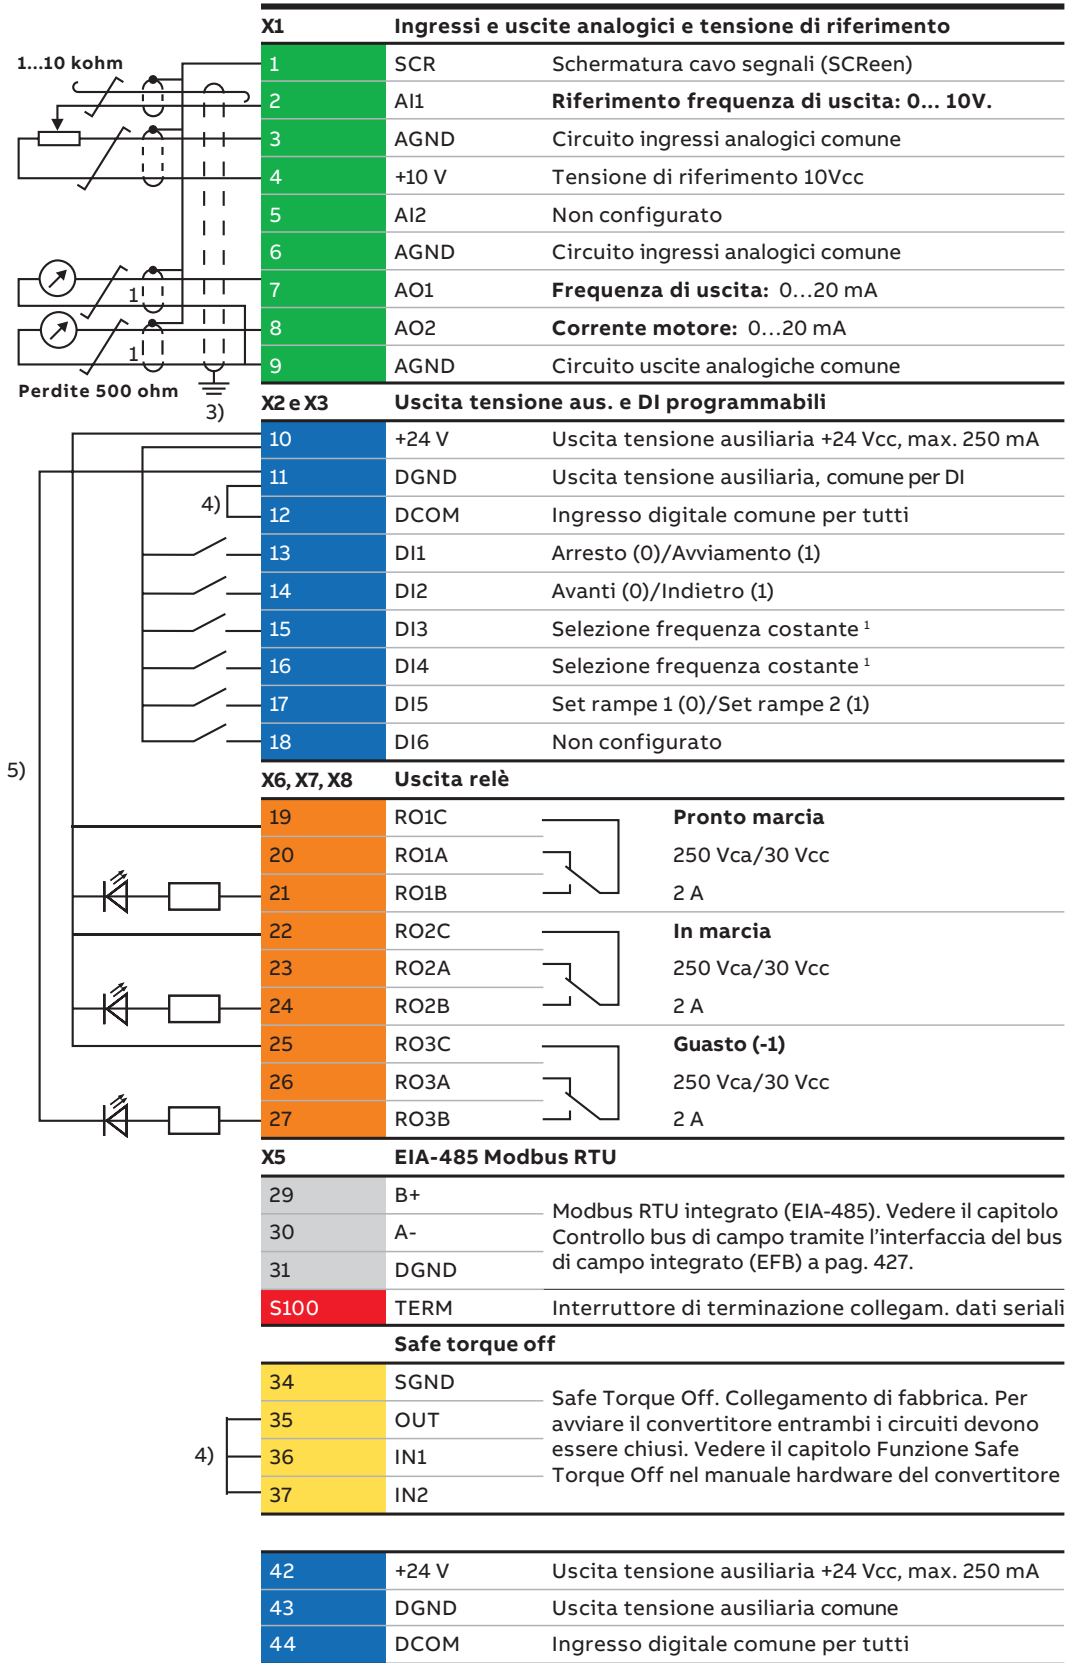 X1 Ingressi e uscite analogici e tensione di riferimento
1...10 kohm
1 SCR Schermatura cavo segnali (SCReen)
2 AI1 Riferimento frequenza di uscita: 0... 10V.
3 AGND Circuito ingressi analogici comune
4 +10 V Tensione di riferimento 10Vcc
5 AI2 Non configurato
6 AGND Circuito ingressi analogici comune
1 7 AO1 Frequenza di uscita: 0...20 mA
8 AO2 Corrente motore: 0...20 mA
1 9 AGND Circuito uscite analogiche comune
Perdite 500 ohm
3)
X2 e X3 Uscita tensione aus. e DI programmabili
10 +24 V Uscita tensione ausiliaria +24 Vcc, max. 250 mA
11 DGND Uscita tensione ausiliaria, comune per DI
4)
12 DCOM Ingresso digitale comune per tutti
13 DI1 Arresto (0)/Avviamento (1)
14 DI2 Avanti (0)/Indietro (1)
15 DI3 Selezione frequenza costante 1
16 DI4 Selezione frequenza costante 1
17 DI5 Set rampe 1 (0)/Set rampe 2 (1)
18 DI6 Non configurato
5)
X6, X7, X8 Uscita relè
19 RO1C Pronto marcia
20 RO1A 250 Vca/30 Vcc
21 RO1B 2 A
22 RO2C In marcia
23 RO2A 250 Vca/30 Vcc
24 RO2B 2 A
25 RO3C Guasto (-1)
26 RO3A 250 Vca/30 Vcc
27 RO3B 2 A
X5 EIA-485 Modbus RTU
29 B+
30 A-
31 DGND
Modbus RTU integrato (EIA-485). Vedere il capitolo
Controllo bus di campo tramite l'interfaccia del bus
di campo integrato (EFB) a pag. 427.
S100 TERM Interruttore di terminazione collegam. dati seriali
Safe torque off
34 SGND
35 OUT
4) 36 IN1
37 IN2
Safe Torque Off. Collegamento di fabbrica. Per
avviare il convertitore entrambi i circuiti devono
essere chiusi. Vedere il capitolo Funzione Safe
Torque Off nel manuale hardware del convertitore
42 +24 V Uscita tensione ausiliaria +24 Vcc, max. 250 mA
43 DGND Uscita tensione ausiliaria comune
44 DCOM Ingresso digitale comune per tutti